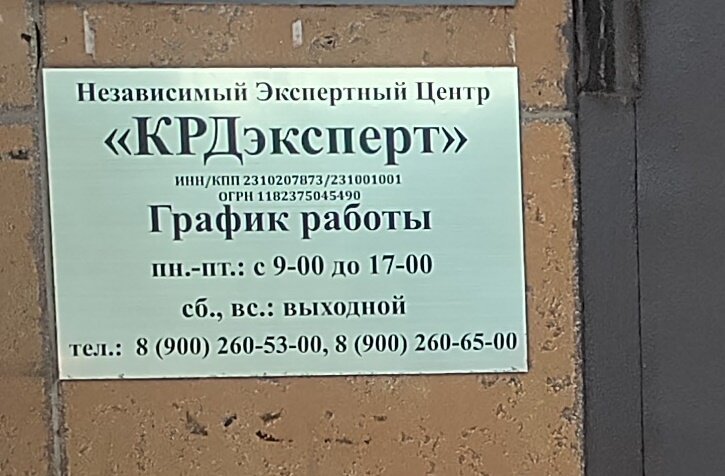 Независимый Экспертный Центр
«КРДэксперт»
ИНН/КПП 2310207873/231001001
ОГРН 1182375045490
График работы
пн.-пт.: с 9-00 до 17-00
сб., вс.: выходной
тел.: 8 (900) 260-53-00, 8 (900) 260-65-00